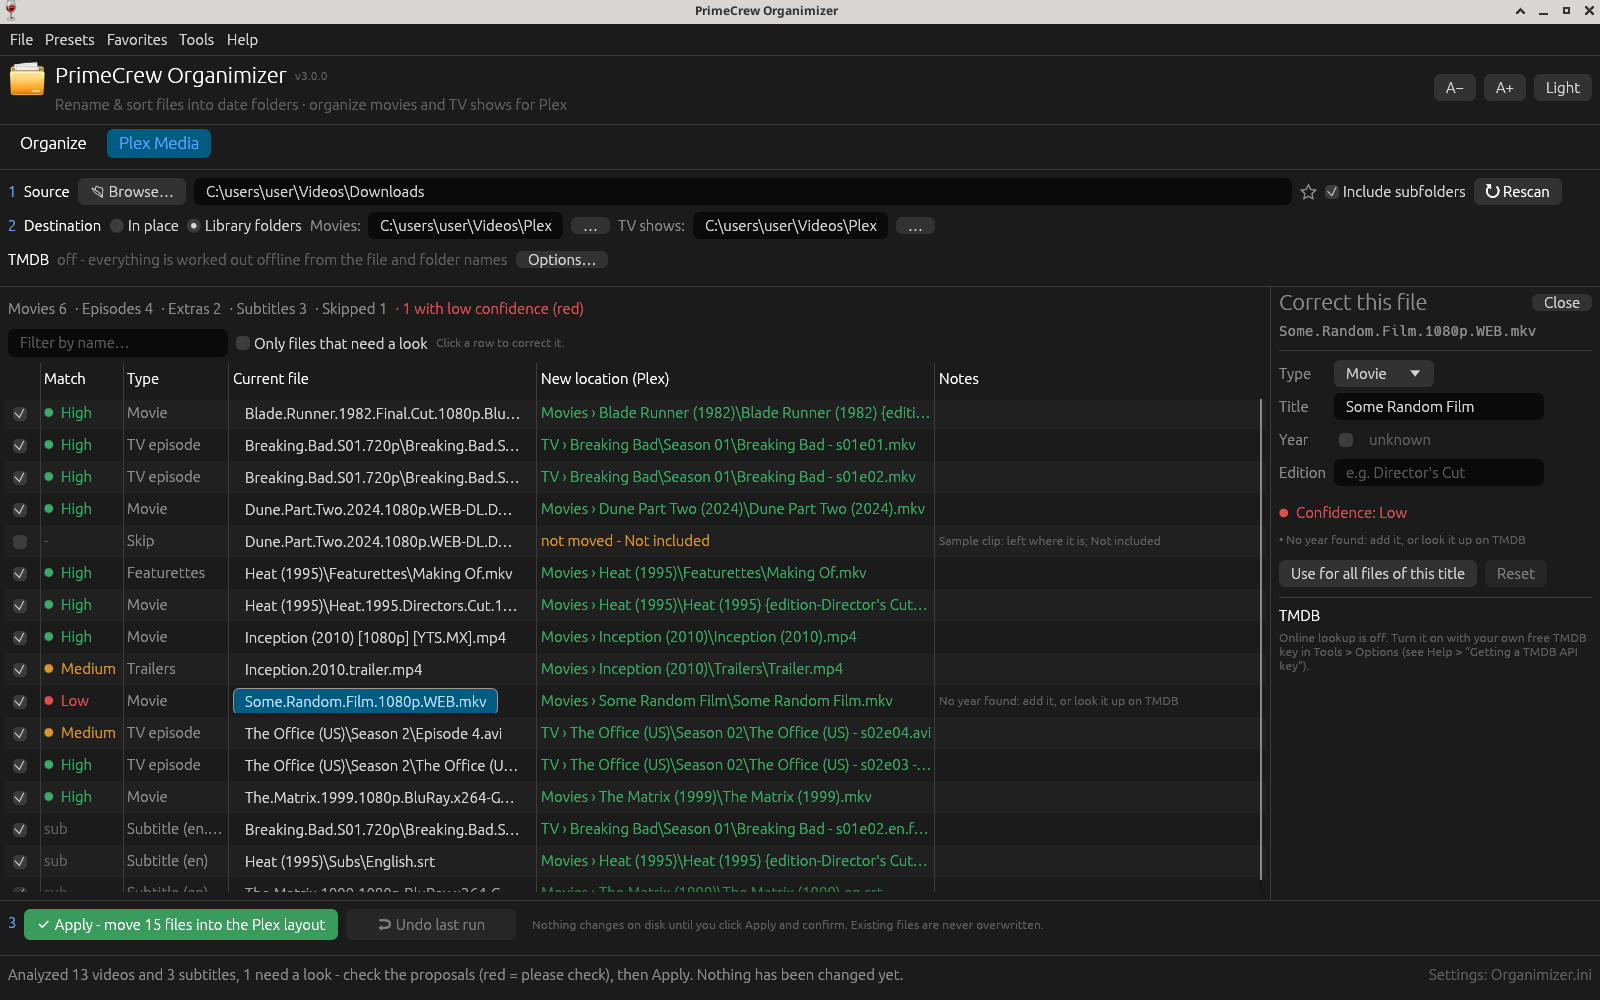 PrimeCrew Organimizer
File Presets Favorites Tools Help
PrimeCrew Organimizer v3.0.0
Rename & sort files into date folders · organize movies and TV shows for Plex
A− A+ Light
Organize Plex Media
1 Source Browse... C:\users\user\Videos\Downloads Include subfolders Rescan
2 Destination In place Library folders Movies: C:\users\user\Videos\Plex ... TV shows: C:\users\user\Videos\Plex ...
TMDB off - everything is worked out offline from the file and folder names Options...
Movies 6 · Episodes 4 · Extras 2 · Subtitles 3 · Skipped 1 · 1 with low confidence (red)
Filter by name... Only files that need a look Click a row to correct it.
Match Type Current file New location (Plex) Notes
High Movie Blade.Runner.1982.Final.Cut.1080p.Blu... Movies › Blade Runner (1982)\Blade Runner (1982) {editi...
High TV episode Breaking.Bad.S01.720p\Breaking.Bad.S... TV › Breaking Bad\Season 01\Breaking Bad - s01e01.mkv
High TV episode Breaking.Bad.S01.720p\Breaking.Bad.S... TV › Breaking Bad\Season 01\Breaking Bad - s01e02.mkv
High Movie Dune.Part.Two.2024.1080p.WEB-DL.D... Movies › Dune Part Two (2024)\Dune Part Two (2024).mkv
- Skip Dune.Part.Two.2024.1080p.WEB-DL.D... not moved - Not included Sample clip: left where it is; Not included
High Featurettes Heat (1995)\Featurettes\Making Of.mkv Movies › Heat (1995)\Featurettes\Making Of.mkv
High Movie Heat (1995)\Heat.1995.Directors.Cut.1... Movies › Heat (1995)\Heat (1995) {edition-Director's Cut...
High Movie Inception (2010) [1080p] [YTS.MX].mp4 Movies › Inception (2010)\Inception (2010).mp4
Medium Trailers Inception.2010.trailer.mp4 Movies › Inception (2010)\Trailers\Trailer.mp4
Low Movie Some.Random.Film.1080p.WEB.mkv Movies › Some Random Film\Some Random Film.mkv No year found: add it, or look it up on TMDB
Medium TV episode The Office (US)\Season 2\Episode 4.avi TV › The Office (US)\Season 02\The Office (US) - s02e04.avi
High TV episode The Office (US)\Season 2\The Office (U... TV › The Office (US)\Season 02\The Office (US) - s02e03 -...
High Movie The.Matrix.1999.1080p.BluRay.x264-G... Movies › The Matrix (1999)\The Matrix (1999).mkv
sub Subtitle (en.... Breaking.Bad.S01.720p\Breaking.Bad.S... TV › Breaking Bad\Season 01\Breaking Bad - s01e02.en.f...
sub Subtitle (en) Heat (1995)\Subs\English.srt Movies › Heat (1995)\Heat (1995) {edition-Director's Cut...
sub Subtitle (en) The.Matrix.1999.1080p.BluRay.x264-G... Movies › The Matrix (1999)\The Matrix (1999).en.srt
Correct this file Close
Some.Random.Film.1080p.WEB.mkv
Type Movie
Title Some Random Film
Year unknown
Edition e.g. Director's Cut
Confidence: Low
• No year found: add it, or look it up on TMDB
Use for all files of this title Reset
TMDB
Online lookup is off. Turn it on with your own free TMDB
key in Tools > Options (see Help > "Getting a TMDB API
key").
3 Apply - move 15 files into the Plex layout Undo last run Nothing changes on disk until you click Apply and confirm. Existing files are never overwritten.
Analyzed 13 videos and 3 subtitles, 1 need a look - check the proposals (red = please check), then Apply. Nothing has been changed yet. Settings: Organimizer.ini